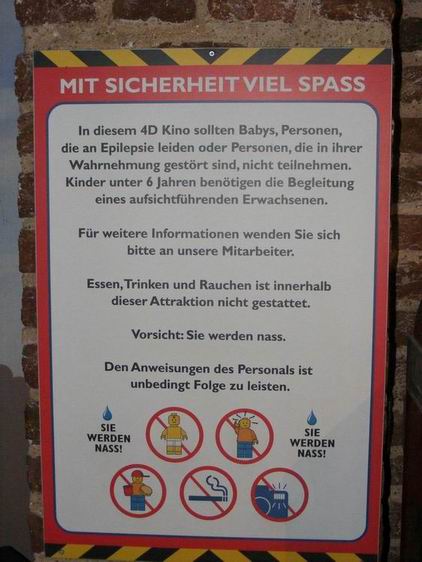 MIT SICHERHEIT VIEL SPASS
In diesem 4D Kino sollten Babys, Personen,
die an Epilepsie leiden oder Personen, die in ihrer
Wahrnehmung gestört sind, nicht teilnehmen.
Kinder unter 6 Jahren benötigen die Begleitung
eines aufsichtführenden Erwachsenen.
Für weitere Informationen wenden Sie sich
bitte an unsere Mitarbeiter.
Essen, Trinken und Rauchen ist innerhalb
dieser Attraktion nicht gestattet.
Vorsicht: Sie werden nass.
Den Anweisungen des Personals ist
unbedingt Folge zu leisten.
SIE
WERDEN
NASS!
SIE
WERDEN
NASS!